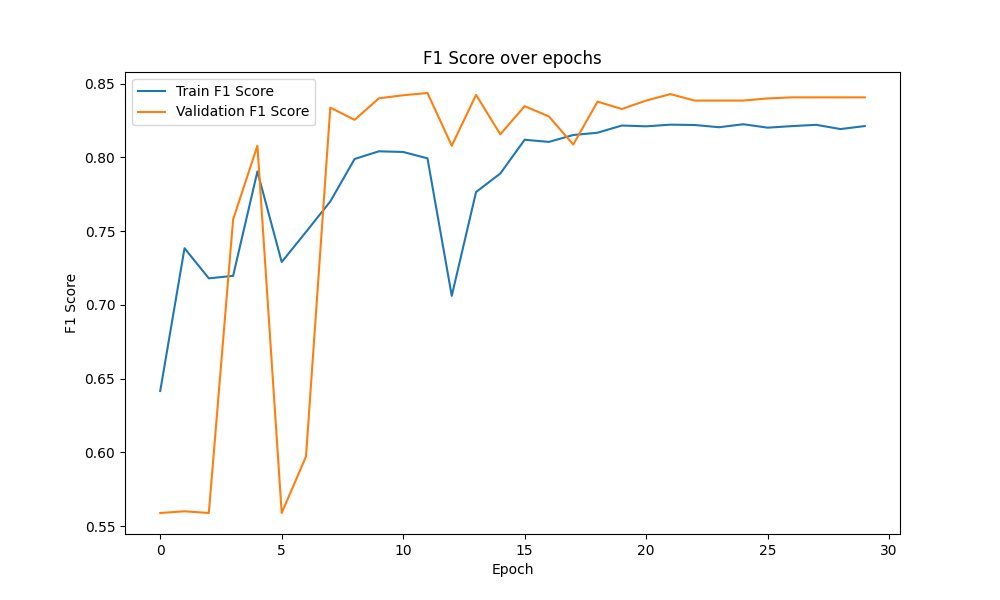 F1 Score over epochs
Train F1 Score
Validation F1 Score
0.85
0.80
0.75
0.70
0.65
0.60
0.55
F1 Score
0 5 10 15 20 25 30
Epoch